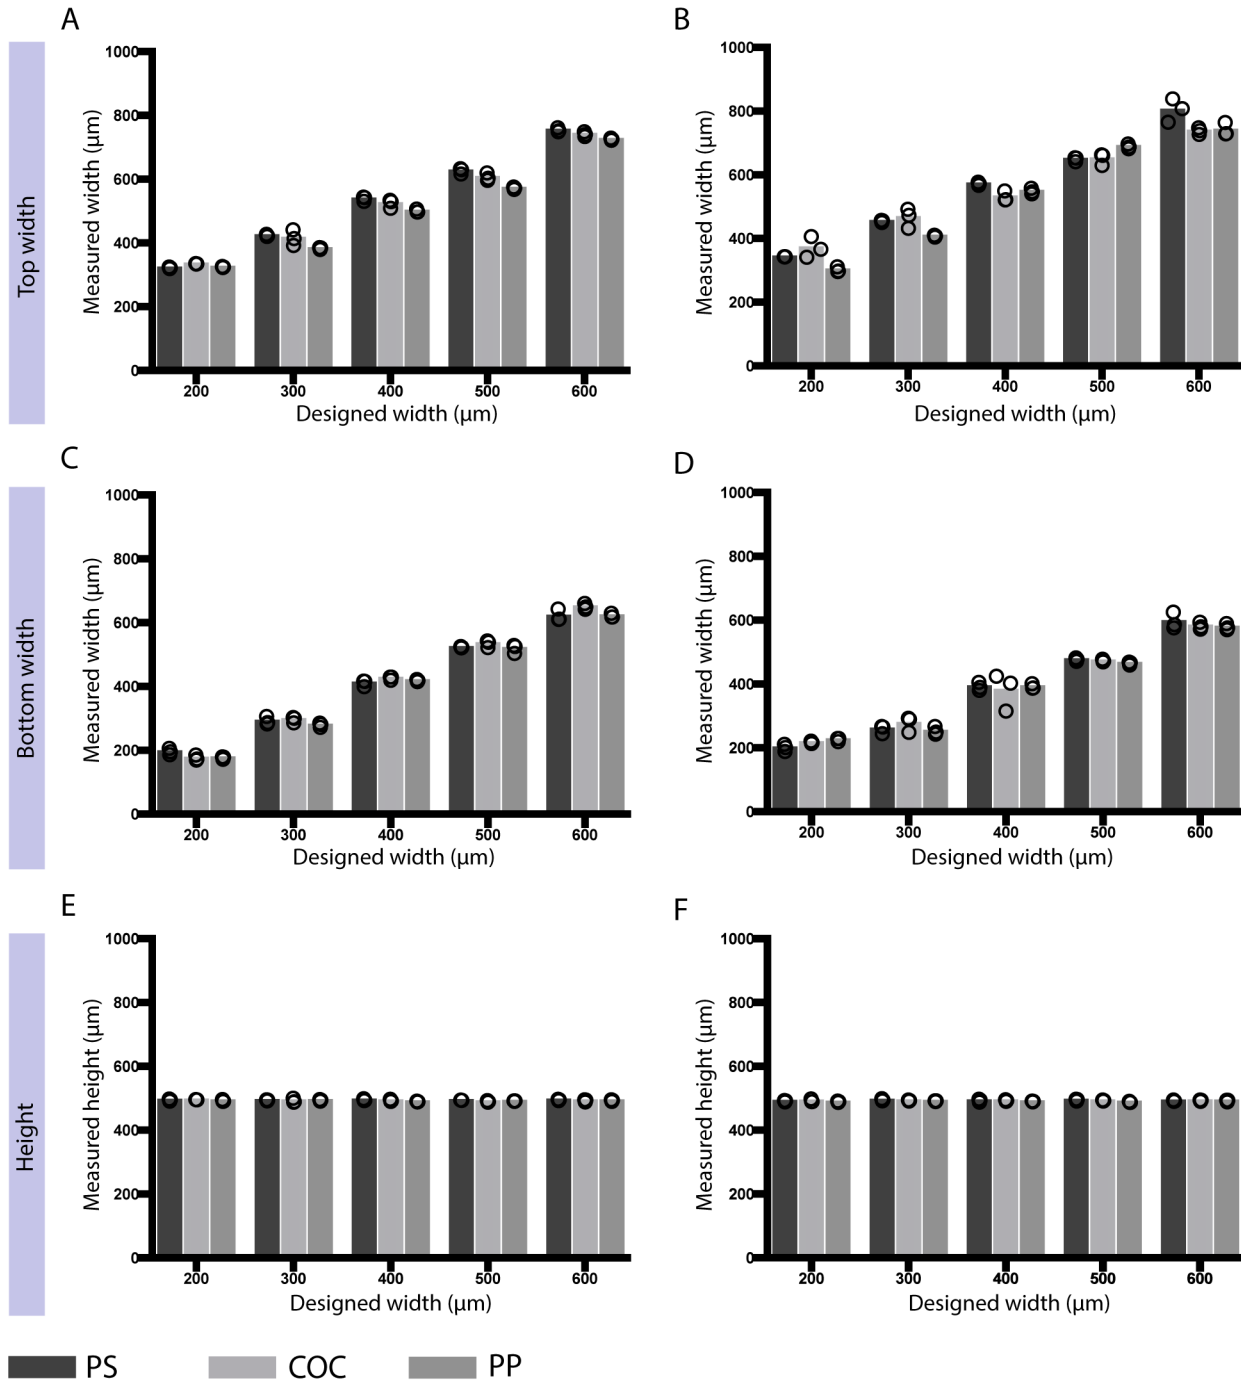 A
Top width
Measured width (µm)
1000
800
600
400
200
0
200 300 400 500 600
Designed width (µm)
B
Measured width (µm)
1000
800
600
400
200
0
200 300 400 500 600
Designed width (µm)
C
Bottom width
Measured width (µm)
1000
800
600
400
200
0
200 300 400 500 600
Designed width (µm)
D
Measured width (µm)
1000
800
600
400
200
0
200 300 400 500 600
Designed width (µm)
E
Height
Measured height (µm)
1000
800
600
400
200
0
200 300 400 500 600
Designed width (µm)
F
Measured height (µm)
1000
800
600
400
200
0
200 300 400 500 600
Designed width (µm)
PS COC PP